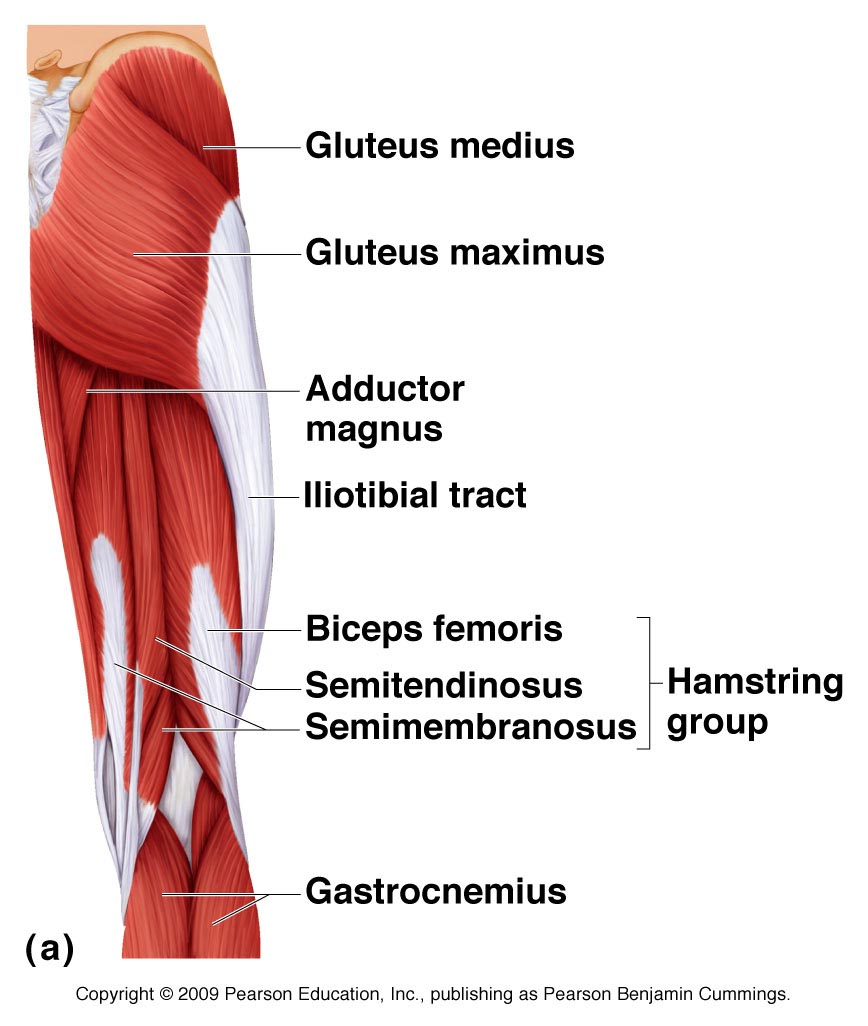 Gluteus medius
Gluteus maximus
Adductor
magnus
Iliotibial tract
Biceps femoris
Semitendinosus
Semimembranosus
Hamstring
group
Gastrocnemius
(a)
Copyright © 2009 Pearson Education, Inc., publishing as Pearson Benjamin Cummings.